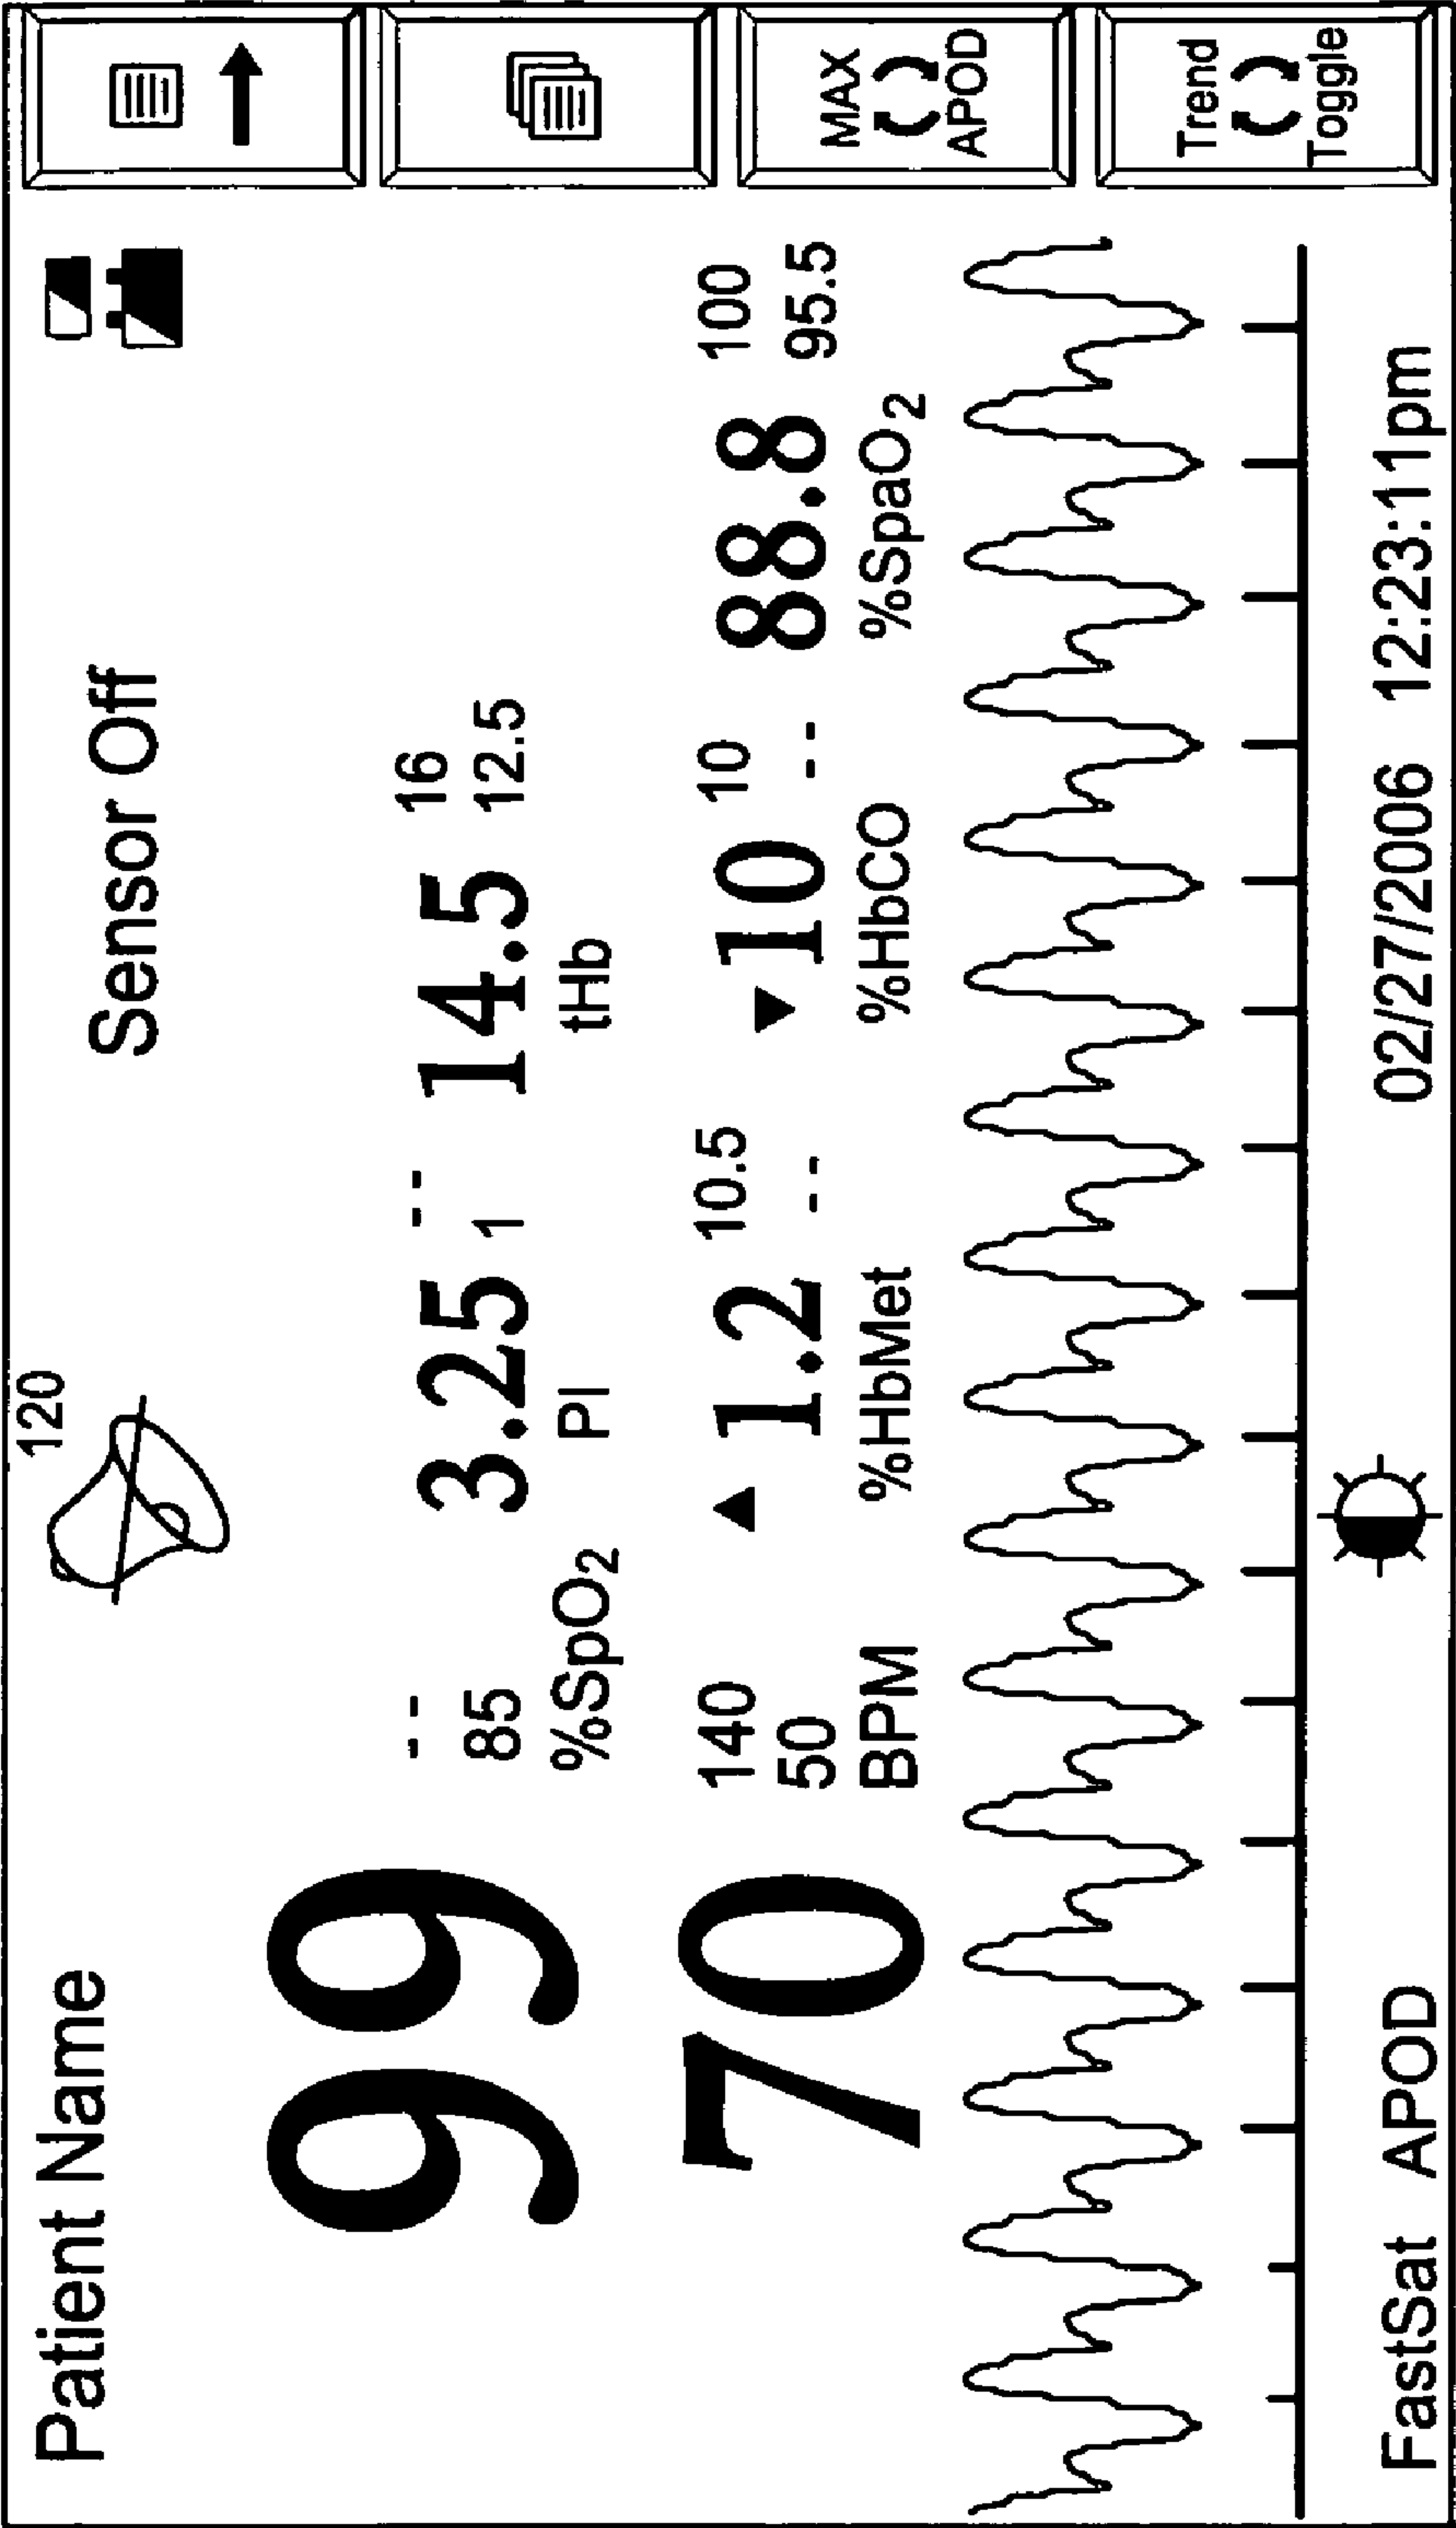 Patient Name
120
Sensor Off
99
--
85
%SpO2
3.25
--
1
PI
14.5
16
12.5
tHb
70
140
50
BPM
▲ 1.2
10.5
--
%HbMet
▼ 10
10
--
%HbCO
88.8
100
95.5
%SpaO2
FastSat APOD
02/27/2006 12:23:11pm
MAX
APOD
Trend
Toggle